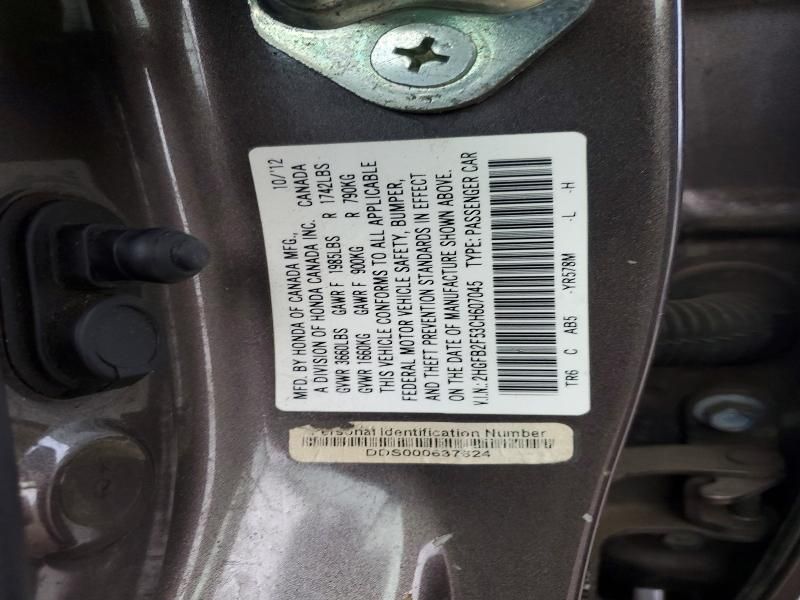 MFD. BY HONDA OF CANADA MFG., 10/'12
A DIVISION OF HONDA CANADA INC. CANADA
GVWR 3660LBS GAWR F 1985LBS R 1742LBS
GVWR 1660KG GAWR F 900KG R 790KG
THIS VEHICLE CONFORMS TO ALL APPLICABLE
FEDERAL MOTOR VEHICLE SAFETY, BUMPER,
AND THEFT PREVENTION STANDARDS IN EFFECT
ON THE DATE OF MANUFACTURE SHOWN ABOVE.
V.I.N.: 2HGFB2F53CH607045 TYPE: PASSENGER CAR
TR6 C AB5 -YR578M -L -H
Personal Identification Number
DDS000637824